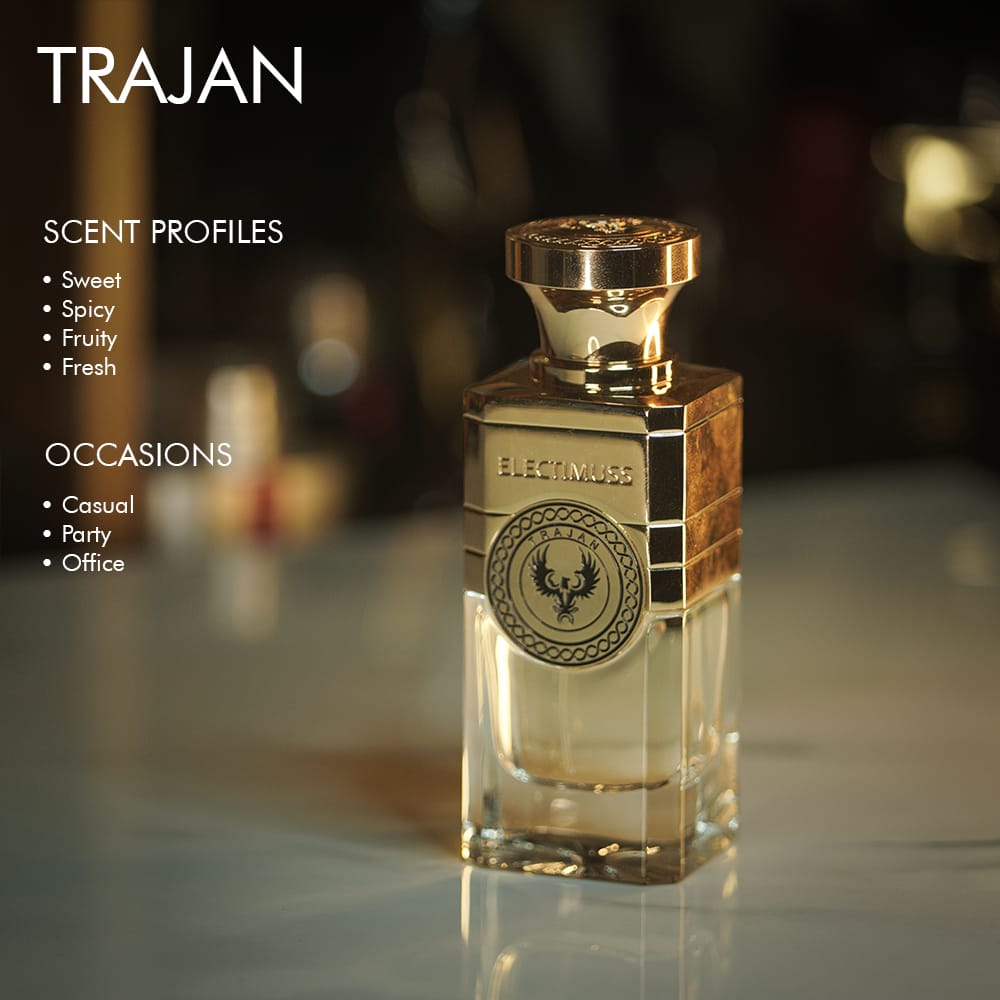 TRAJAN
SCENT PROFILES
• Sweet
• Spicy
• Fruity
• Fresh
OCCASIONS
• Casual
• Party
• Office
ELECTIMUSS
TRAJAN